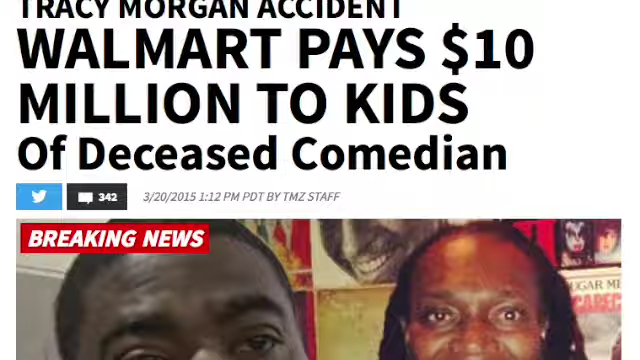 TRACY MORGAN ACCIDENT
WALMART PAYS $10
MILLION TO KIDS
Of Deceased Comedian
342
3/20/2015 1:12 PM PDT BY TMZ STAFF
BREAKING NEWS